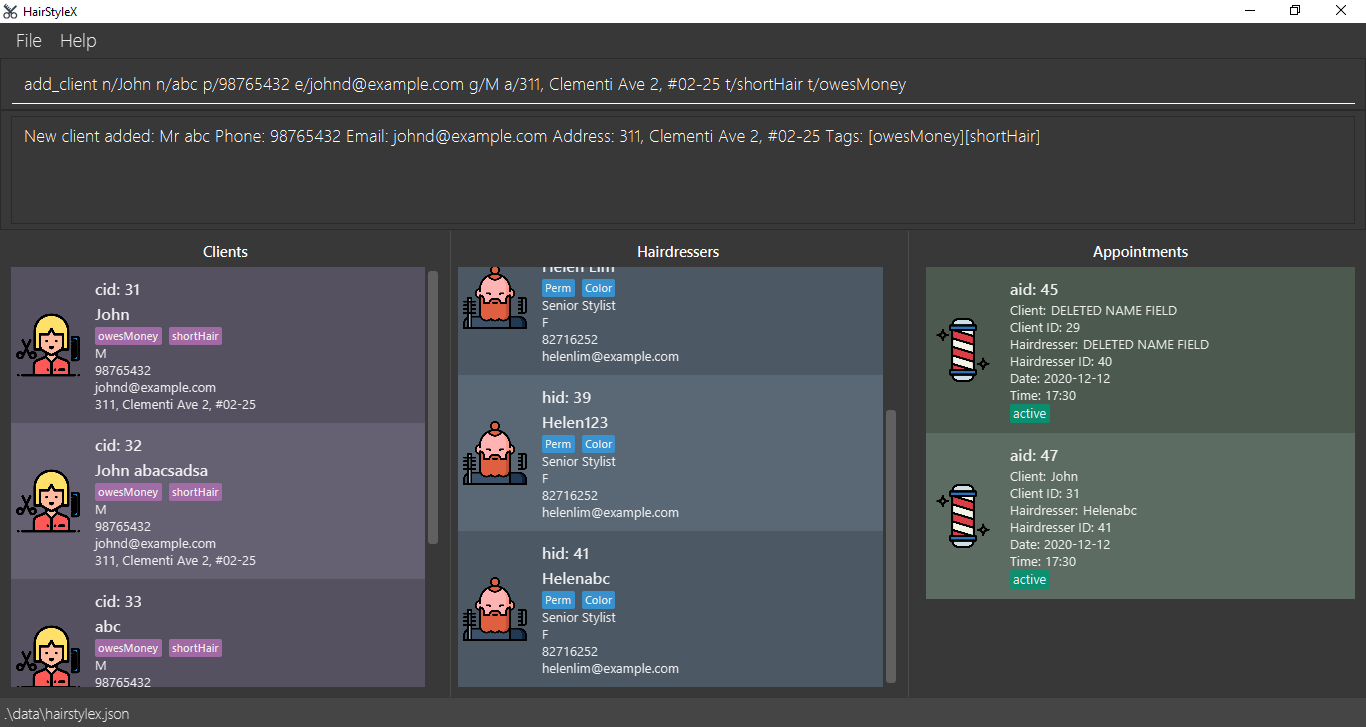 HairStyleX
File Help
add_client n/John n/abc p/98765432 e/johnd@example.com g/M a/311, Clementi Ave 2, #02-25 t/shortHair t/owesMoney
New client added: Mr abc Phone: 98765432 Email: johnd@example.com Address: 311, Clementi Ave 2, #02-25 Tags: [owesMoney][shortHair]
Clients
cid: 31
John
owesMoney shortHair
M
98765432
johnd@example.com
311, Clementi Ave 2, #02-25
cid: 32
John abacsadsa
owesMoney shortHair
M
98765432
johnd@example.com
311, Clementi Ave 2, #02-25
cid: 33
abc
owesMoney shortHair
M
98765432
Hairdressers
Helen Lim
Perm Color
Senior Stylist
F
82716252
helenlim@example.com
hid: 39
Helen123
Perm Color
Senior Stylist
F
82716252
helenlim@example.com
hid: 41
Helenabc
Perm Color
Senior Stylist
F
82716252
helenlim@example.com
Appointments
aid: 45
Client: DELETED NAME FIELD
Client ID: 29
Hairdresser: DELETED NAME FIELD
Hairdresser ID: 40
Date: 2020-12-12
Time: 17:30
active
aid: 47
Client: John
Client ID: 31
Hairdresser: Helenabc
Hairdresser ID: 41
Date: 2020-12-12
Time: 17:30
active
.\data\hairstylex.json